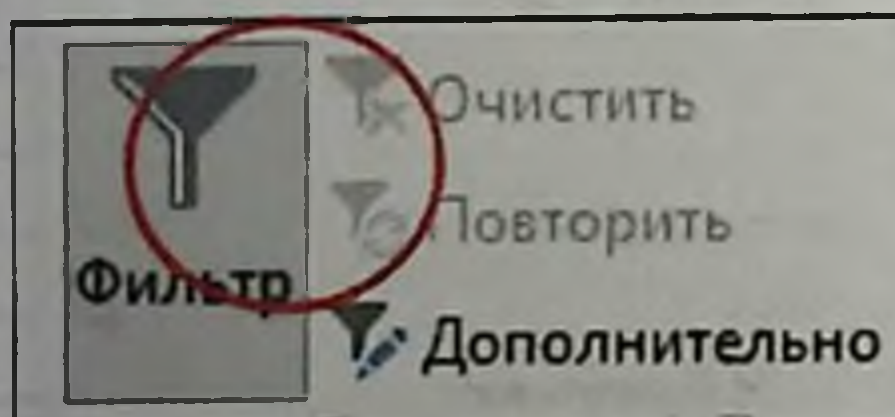 Очистить
Повторить
Фильтр
Дополнительно